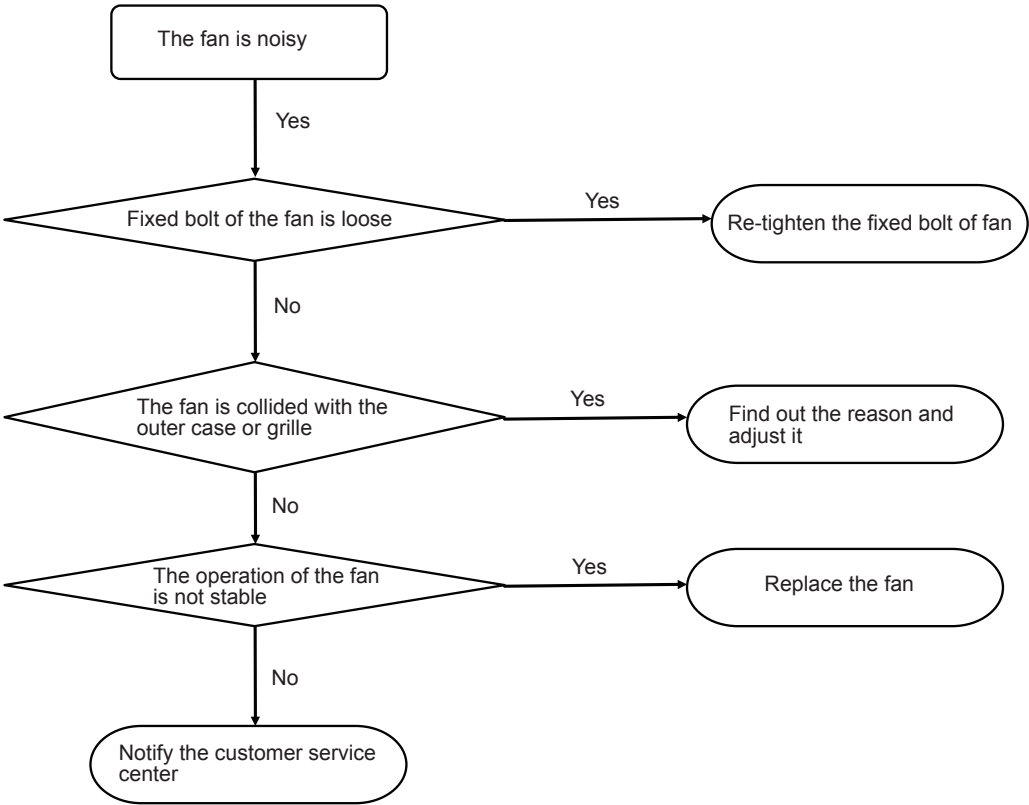 The fan is noisy
Yes
Fixed bolt of the fan is loose
Yes
Re-tighten the fixed bolt of fan
No
The fan is collided with the
outer case or grille
Yes
Find out the reason and
adjust it
No
The operation of the fan
is not stable
Yes
Replace the fan
No
Notify the customer service
center